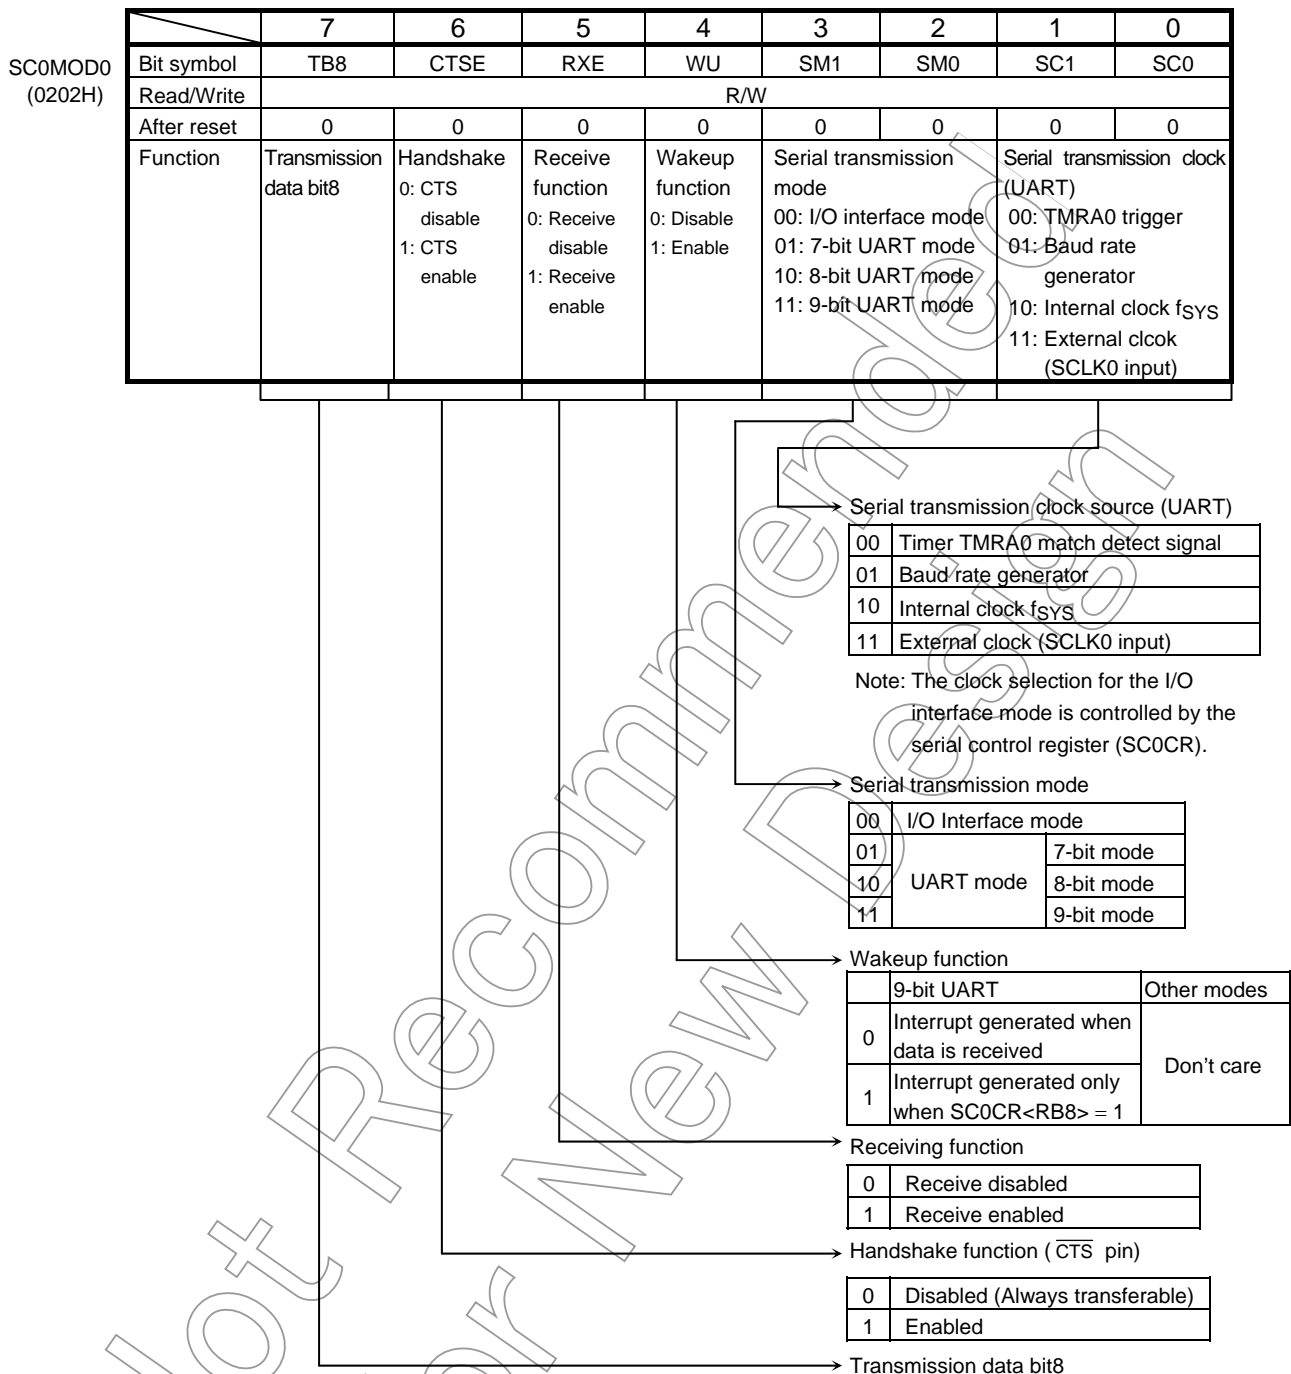 7 6 5 4 3 2 1 0
SC0MOD0
(0202H)
Bit symbol TB8 CTSE RXE WU SM1 SM0 SC1 SC0
Read/Write R/W
After reset 0 0 0 0 0 0 0 0
Function
Transmission
data bit8
Handshake
0: CTS
disable
1: CTS
enable
Receive
function
0: Receive
disable
1: Receive
enable
Wakeup
function
0: Disable
1: Enable
Serial transmission
mode
00: I/O interface mode
01: 7-bit UART mode
10: 8-bit UART mode
11: 9-bit UART mode
Serial transmission clock
(UART)
00: TMRA0 trigger
01: Baud rate
generator
10: Internal clock fSYS
11: External clcok
(SCLK0 input)
Serial transmission clock source (UART)
00 Timer TMRA0 match detect signal
01 Baud rate generator
10 Internal clock fSYS
11 External clock (SCLK0 input)
Note: The clock selection for the I/O
interface mode is controlled by the
serial control register (SC0CR).
Serial transmission mode
00 I/O Interface mode
01 7-bit mode
10 UART mode 8-bit mode
11 9-bit mode
Wakeup function
9-bit UART Other modes
0 Interrupt generated when
data is received
Don't care
1 Interrupt generated only
when SC0CR<RB8> = 1
Receiving function
0 Receive disabled
1 Receive enabled
Handshake function ( CTS pin)
0 Disabled (Always transferable)
1 Enabled
Transmission data bit8
Not Recommended
for New Design